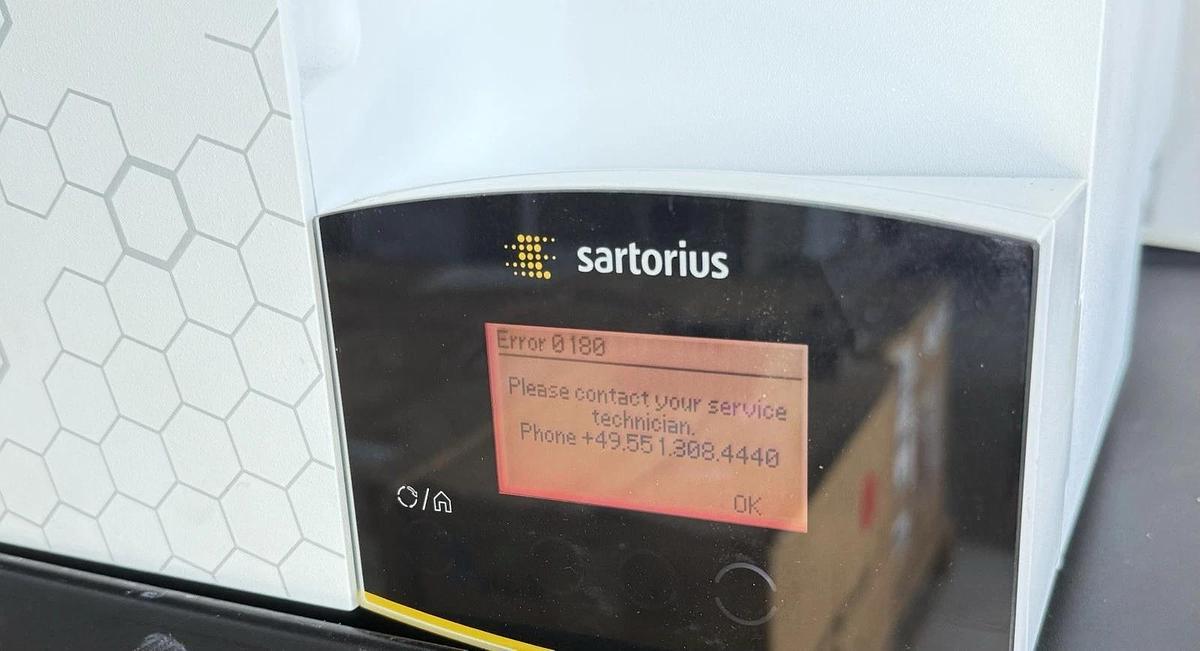 sartorius
Error 0180
Please contact your service
technician.
Phone +49.551.308.4440
OK
/